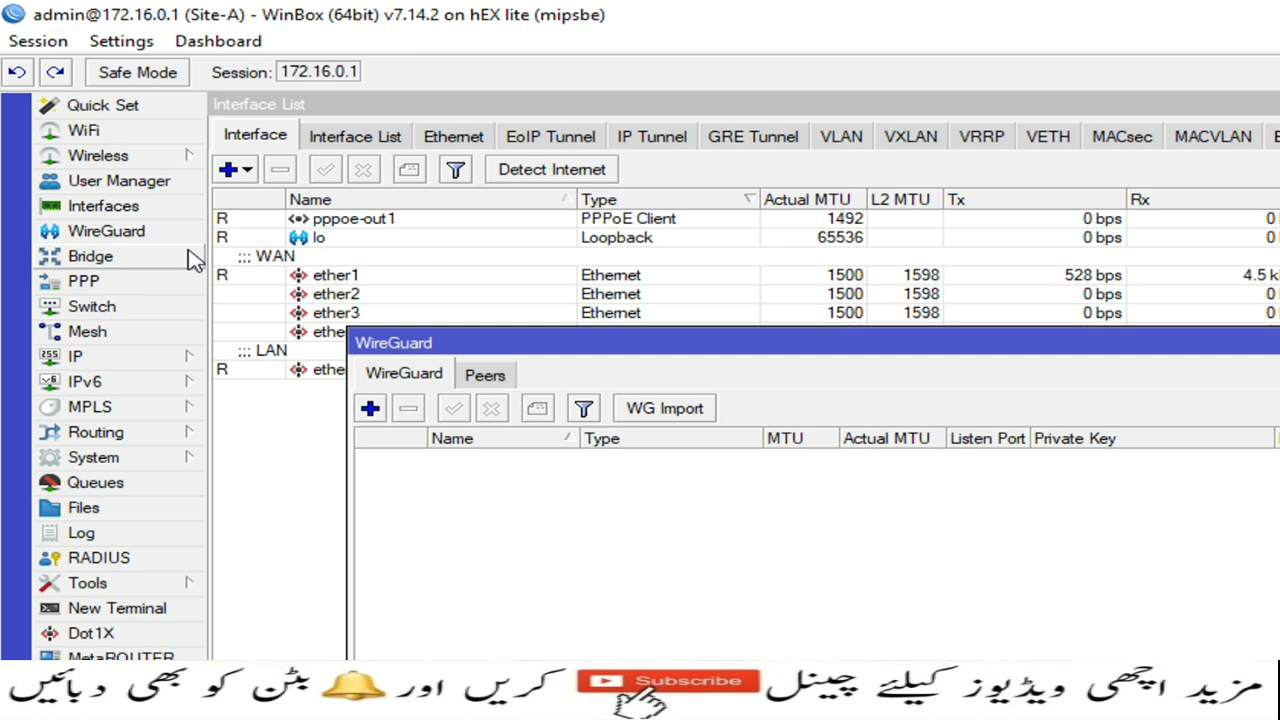 admin@172.16.0.1 (Site-A) - WinBox (64bit) v7.14.2 on hEX lite (mipsbe)
Session Settings Dashboard
Safe Mode Session: 172.16.0.1
Quick Set
WiFi
Wireless
User Manager
Interfaces
WireGuard
Bridge
PPP
Switch
Mesh
IP
IPv6
MPLS
Routing
System
Queues
Files
Log
RADIUS
Tools
New Terminal
Dot1X
MetaROUTER
Interface List
Interface Interface List Ethernet EoIP Tunnel IP Tunnel GRE Tunnel VLAN VXLAN VRRP VETH MACsec MACVLAN
Detect Internet
Name Type Actual MTU L2 MTU Tx Rx
R pppoe-out1 PPPoE Client 1492 0 bps 0
R lo Loopback 65536 0 bps 0
::: WAN
R ether1 Ethernet 1500 1598 528 bps 4.5 k
ether2 Ethernet 1500 1598 0 bps 0
ether3 Ethernet 1500 1598 0 bps 0
ethe
::: LAN
R ethe
WireGuard
WireGuard Peers
WG Import
Name Type MTU Actual MTU Listen Port Private Key
مزید اچھی ویڈیوز کیلئے چینل Subscribe کریں اور بٹن کو بھی دبائیں